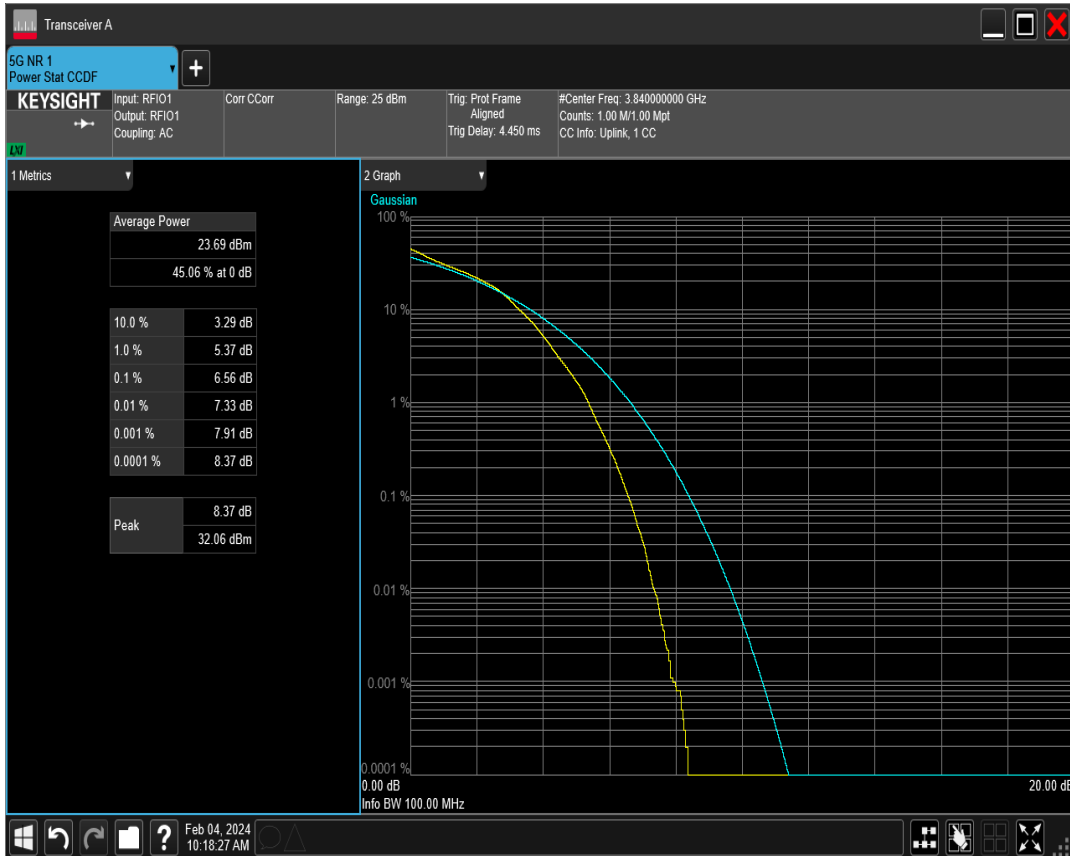 Transceiver A
5G NR 1
Power Stat CCDF
KEYSIGHT
LXI
Input: RFIO1
Output: RFIO1
Coupling: AC
Corr CCorr
Range: 25 dBm
Trig: Prot Frame
Aligned
Trig Delay: 4.450 ms
#Center Freq: 3.840000000 GHz
Counts: 1.00 M/1.00 Mpt
CC Info: Uplink, 1 CC
1 Metrics
Average Power
23.69 dBm
45.06 % at 0 dB
10.0 % 3.29 dB
1.0 % 5.37 dB
0.1 % 6.56 dB
0.01 % 7.33 dB
0.001 % 7.91 dB
0.0001 % 8.37 dB
Peak
8.37 dB
32.06 dBm
2 Graph
Gaussian
100 %
10 %
1 %
0.1 %
0.01 %
0.001 %
0.0001 %
0.00 dB 20.00 dB
Info BW 100.00 MHz
? Feb 04, 2024
10:18:27 AM